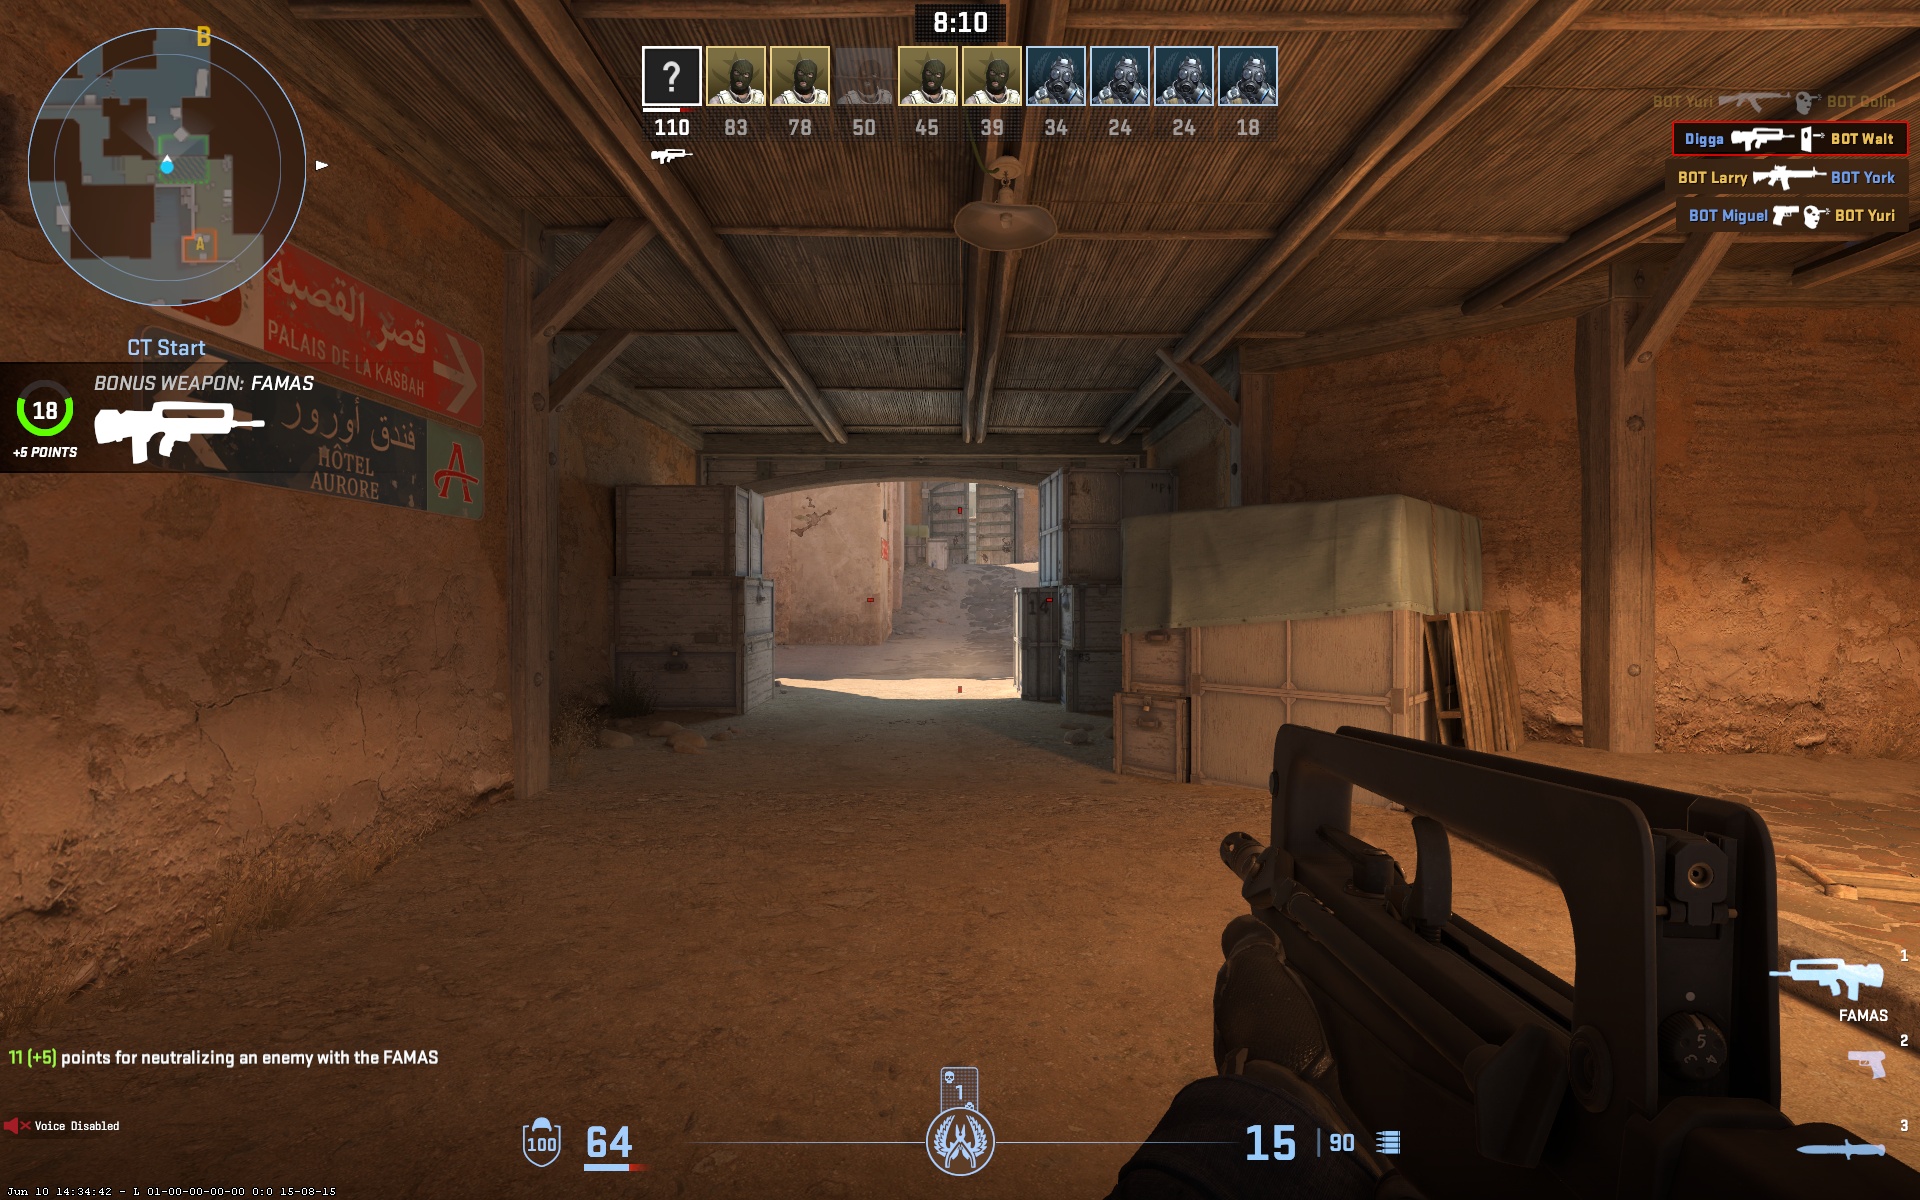 B
8:10
?
110 83 78 50 45 39 34 24 24 18
BOT Yuri BOT Colin
Digga BOT Walt
BOT Larry BOT York
BOT Miguel BOT Yuri
A
CT Start
قصر القصبة
PALAIS DE LA KASBAH
BONUS WEAPON: FAMAS
18
+5 POINTS
فندق أورور
HÔTEL
AURORE
A
14
1
FAMAS
2
11 (+5) points for neutralizing an enemy with the FAMAS
Voice Disabled
100 64
1
15 | 90
3
Jun 10 14:34:42 - L 01-00-00-00-00 0:0 15-08-15